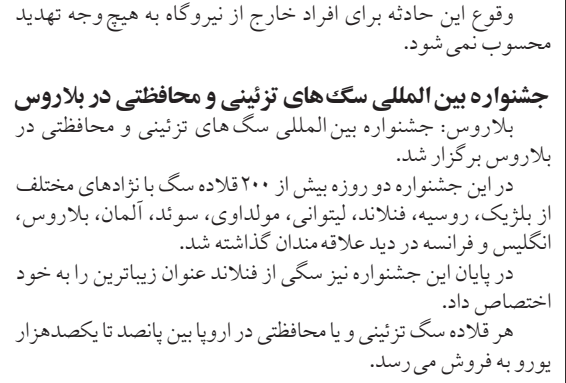 وقوع این حادثه برای افراد خارج از نیروگاه به هیچ وجه تهدید
محسوب نمی شود.
جشنواره بین المللی سگ های تزئینی و محافظتی در بلاروس
بلاروس: جشنواره بین المللی سگ های تزئینی و محافظتی در
بلاروس برگزار شد.
در این جشنواره دو روزه بیش از ۲۰۰ قلاده سگ با نژادهای مختلف
از بلژیک، روسیه، فنلاند، لیتوانی، مولداوی، سوئد، آلمان، بلاروس،
انگلیس و فرانسه در دید علاقه مندان گذاشته شد.
در پایان این جشنواره نیز سگی از فنلاند عنوان زیباترین را به خود
اختصاص داد.
هر قلاده سگ تزئینی و یا محافظتی در اروپا بین پانصد تا یکصدهزار
یورو به فروش می رسد.